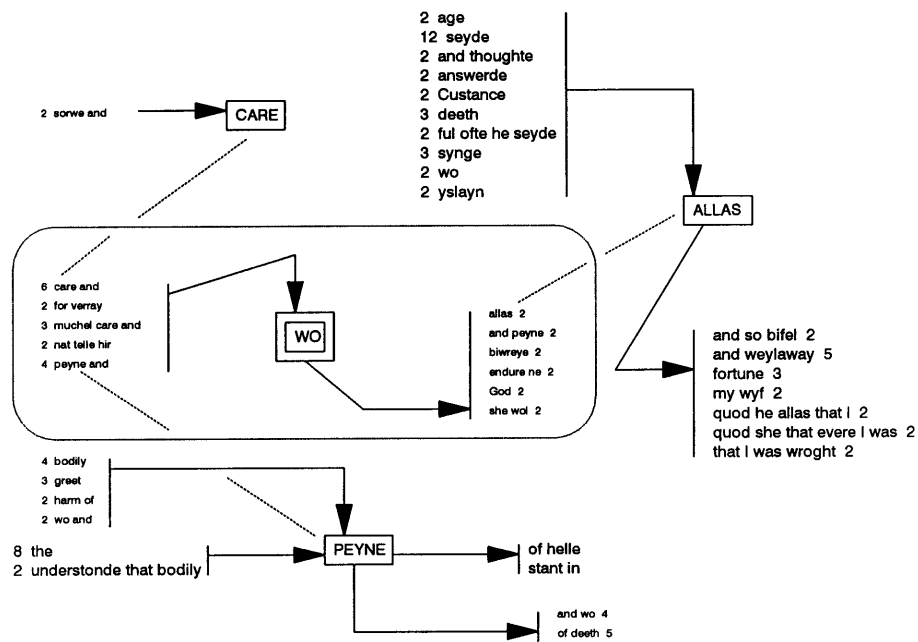 2 age
12 seyde
2 and thoughte
2 answerde
2 Custance
3 deeth
2 ful ofte he seyde
3 synge
2 wo
2 yslayn
2 sorwe and
CARE
ALLAS
6 care and
2 for verray
3 muchel care and
2 nat telle hir
4 peyne and
WO
allas 2
and peyne 2
biwreye 2
endure ne 2
God 2
she wol 2
and so bifel 2
and weylaway 5
fortune 3
my wyf 2
quod he allas that I 2
quod she that evere I was 2
that I was wroght 2
4 bodily
3 greet
2 harm of
2 wo and
8 the
2 understonde that bodily
PEYNE
of helle
stant in
and wo 4
of deeth 5